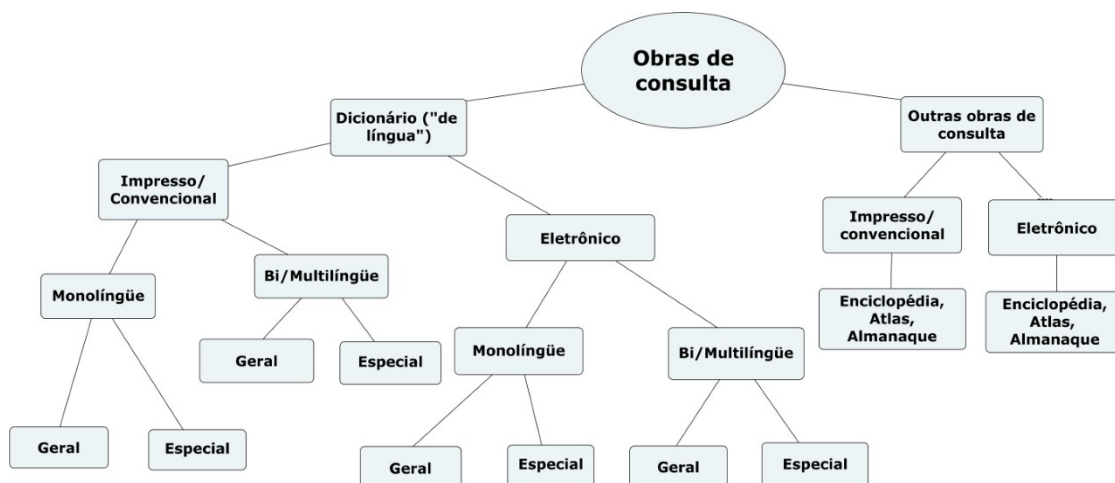 Obras de
consulta
Dicionário ("de
língua")
Outras obras de
consulta
Impresso/
Convencional
Eletrônico
Impresso/
convencional
Eletrônico
Monolíngüe
Bi/Multilíngüe
Monolíngüe
Bi/Multilíngüe
Enciclopédia,
Atlas,
Almanaque
Enciclopédia,
Atlas,
Almanaque
Geral
Especial
Geral
Especial
Geral
Especial
Geral
Especial